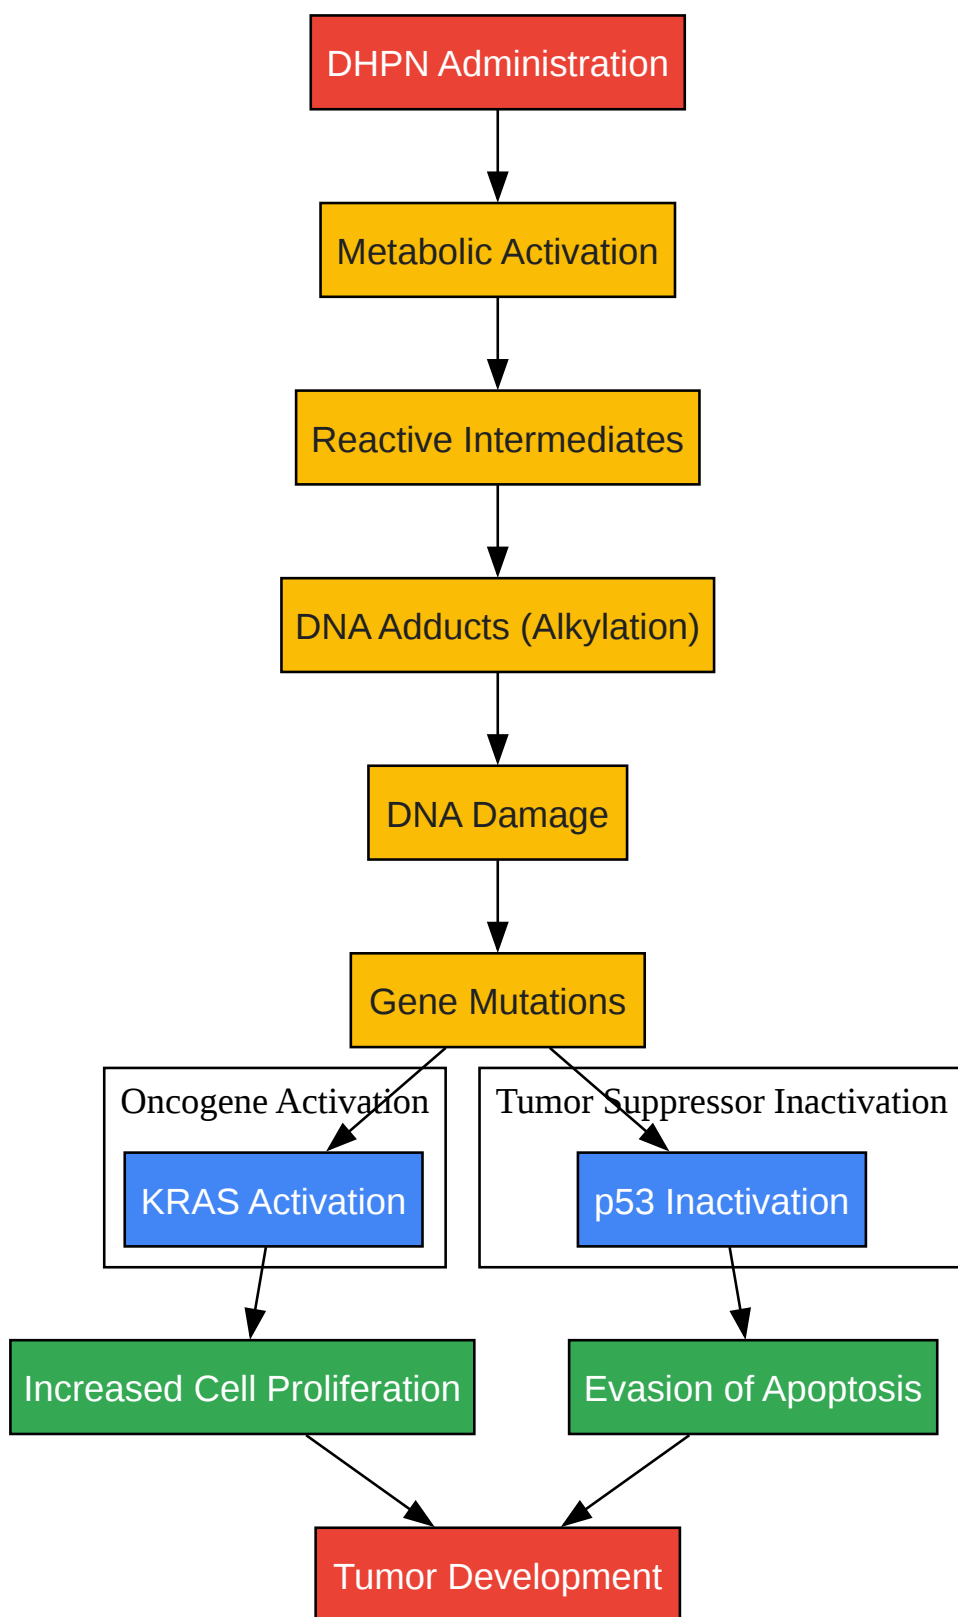 DHPN Administration
Metabolic Activation
Reactive Intermediates
DNA Adducts (Alkylation)
DNA Damage
Gene Mutations
Oncogene Activation
Tumor Suppressor Inactivation
KRAS Activation
p53 Inactivation
Increased Cell Proliferation
Evasion of Apoptosis
Tumor Development